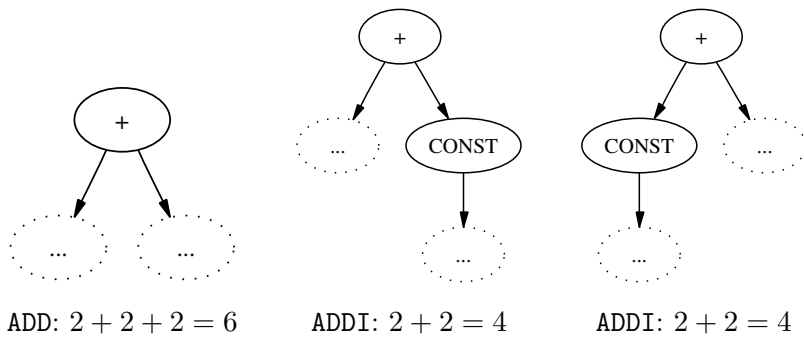 +
+
+
... CONST
CONST ...
... ...
...
...
ADD: 2 + 2 + 2 = 6
ADDI: 2 + 2 = 4
ADDI: 2 + 2 = 4